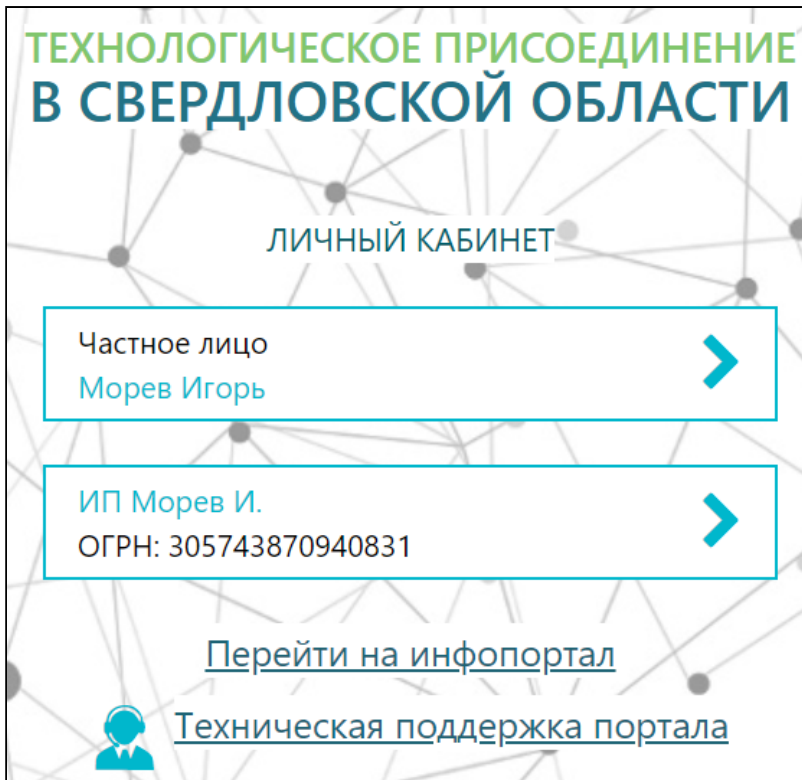 ТЕХНОЛОГИЧЕСКОЕ ПРИСОЕДИНЕНИЕ
В СВЕРДЛОВСКОЙ ОБЛАСТИ
ЛИЧНЫЙ КАБИНЕТ
Частное лицо
Морев Игорь
ИП Морев И.
ОГРН: 305743870940831
Перейти на инфопортал
Техническая поддержка портала